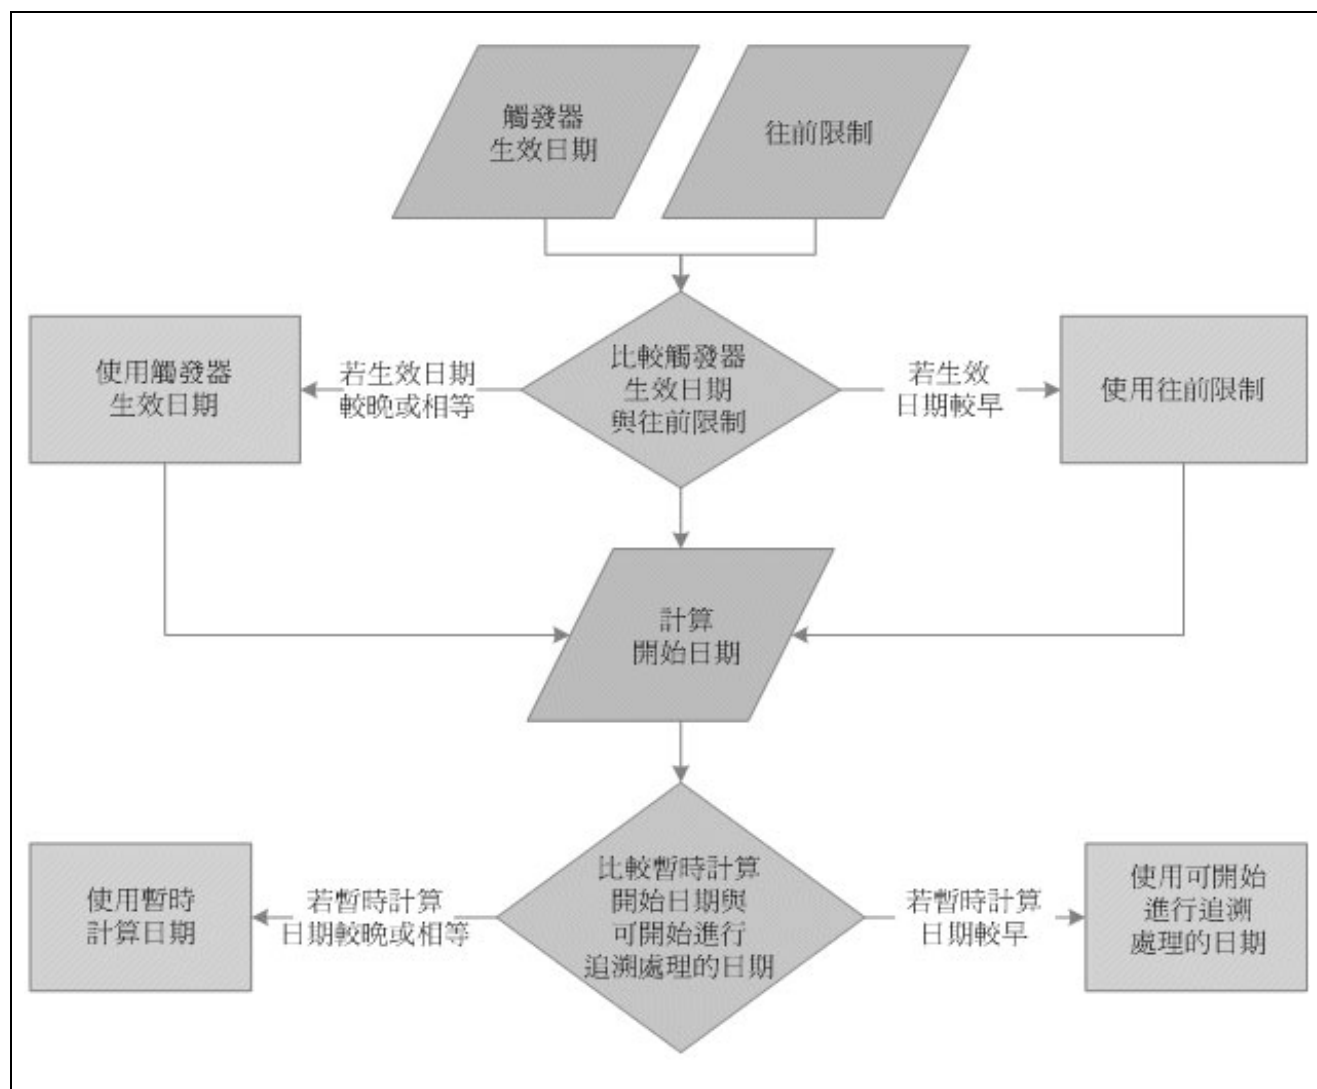 觸發器
生效日期
往前限制
比較觸發器
生效日期
與往前限制
使用觸發器
生效日期
若生效日期
較晚或相等
若生效
日期較早
使用往前限制
計算
開始日期
比較暫時計算
開始日期與
可開始進行
追溯處理的日期
使用暫時
計算日期
若暫時計算
日期較晚或相等
若暫時計算
日期較早
使用可開始
進行追溯
處理的日期